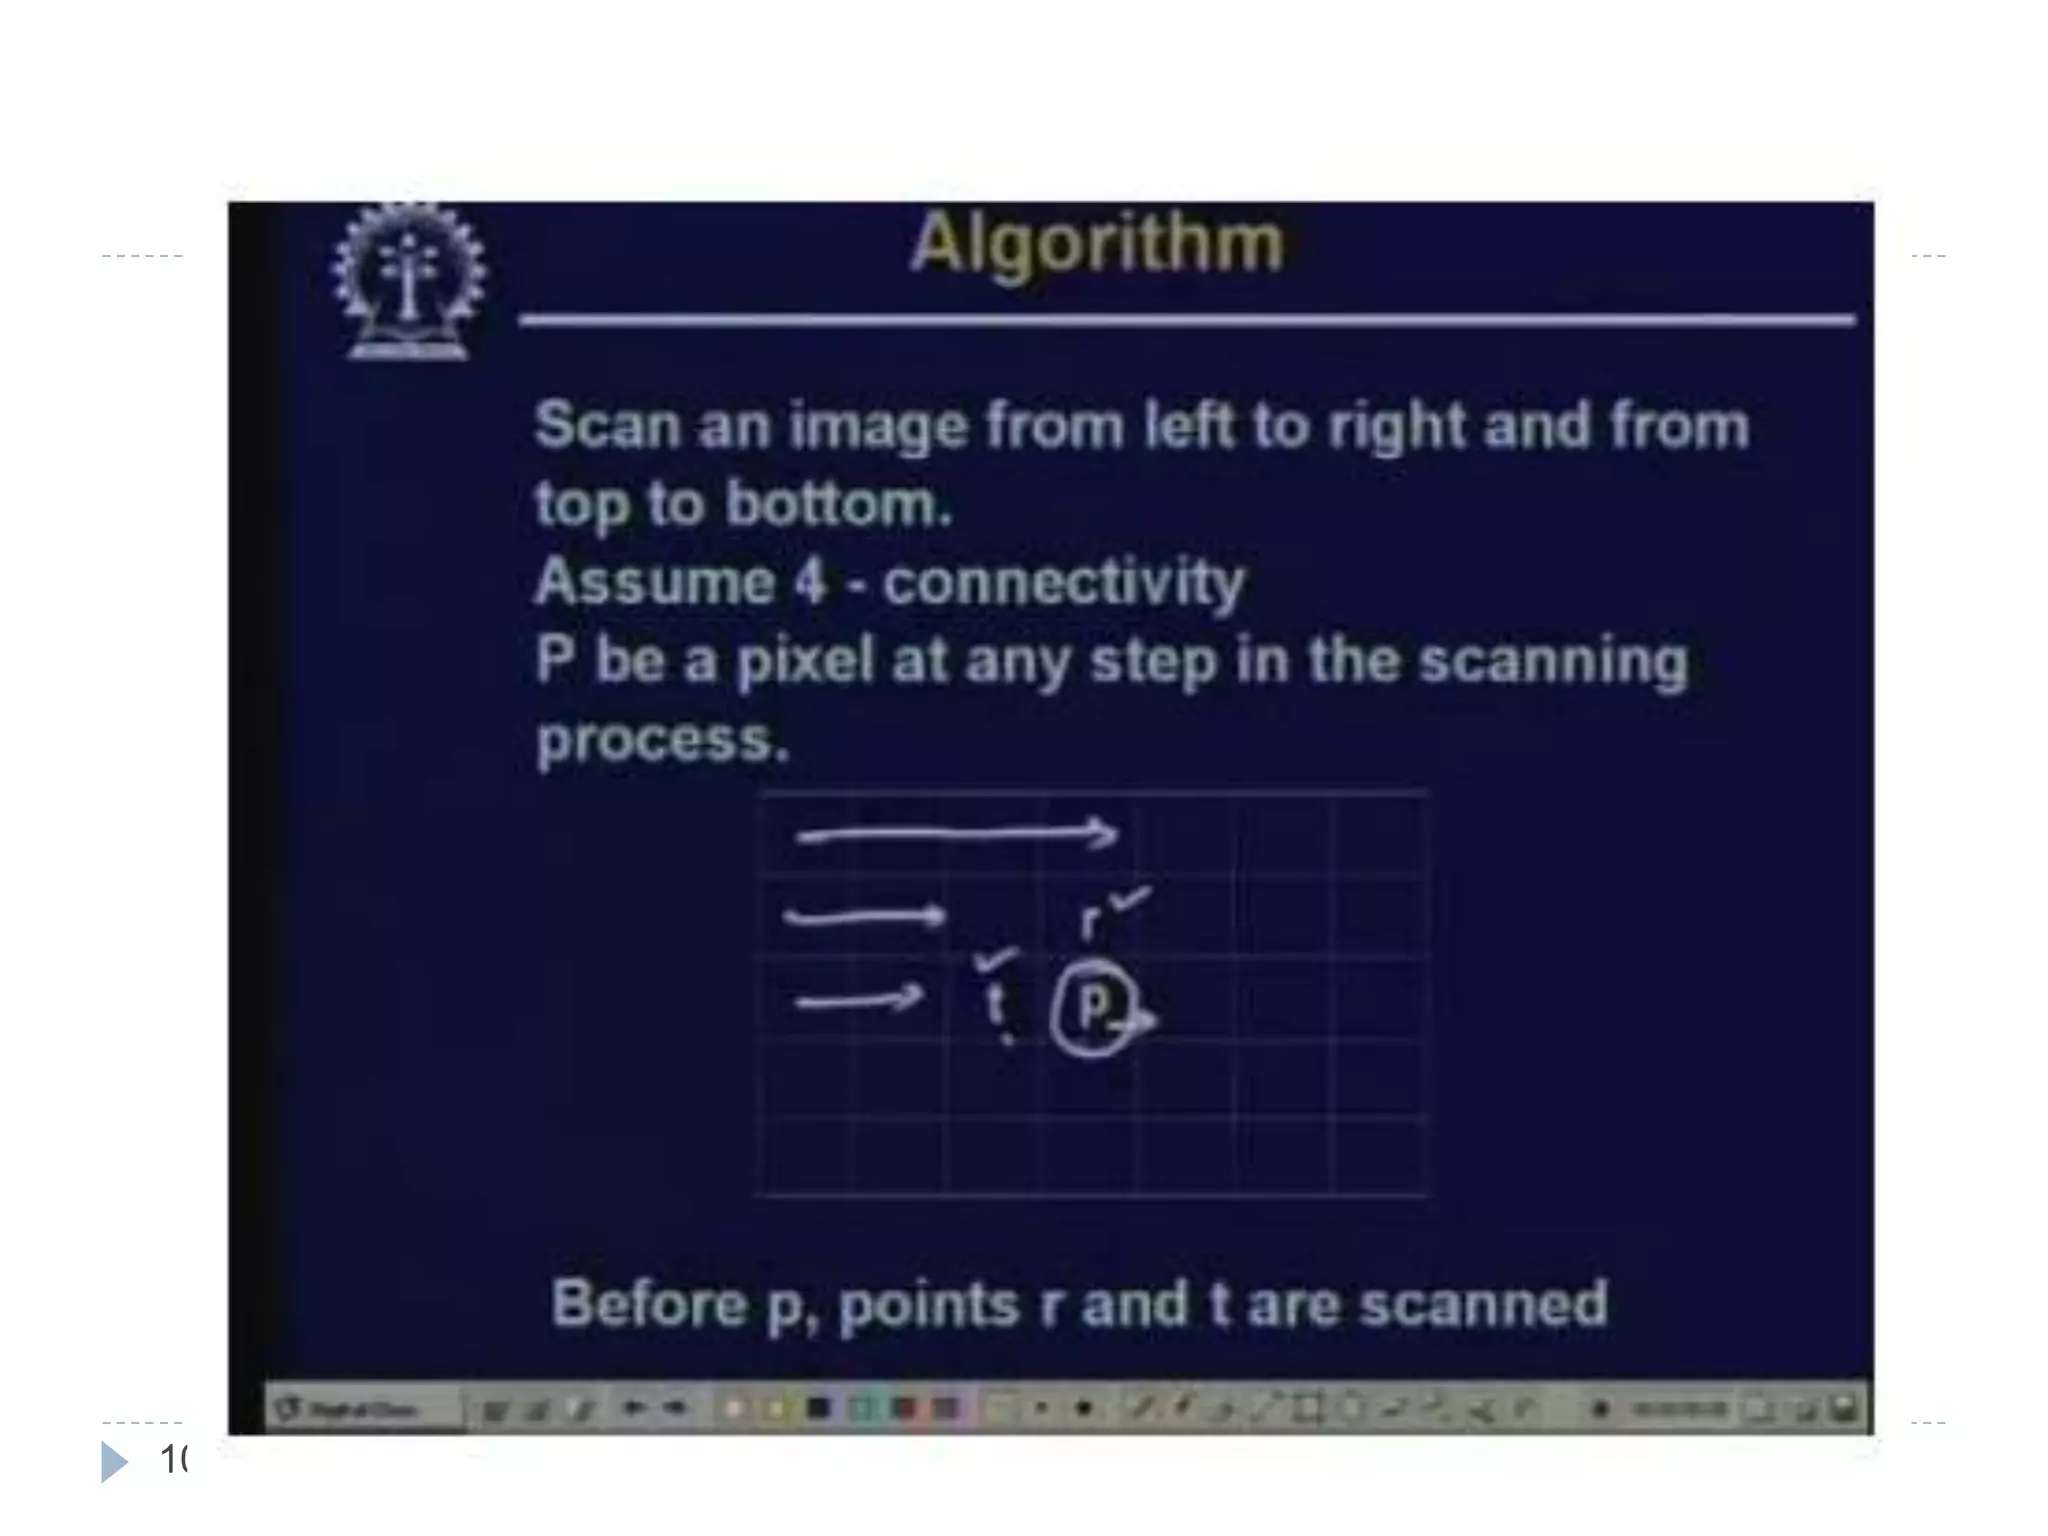 Algorithm
Scan an image from left to right and from
top to bottom.
Assume 4 - connectivity
P be a pixel at any step in the scanning
process.
r
t p
Before p, points r and t are scanned